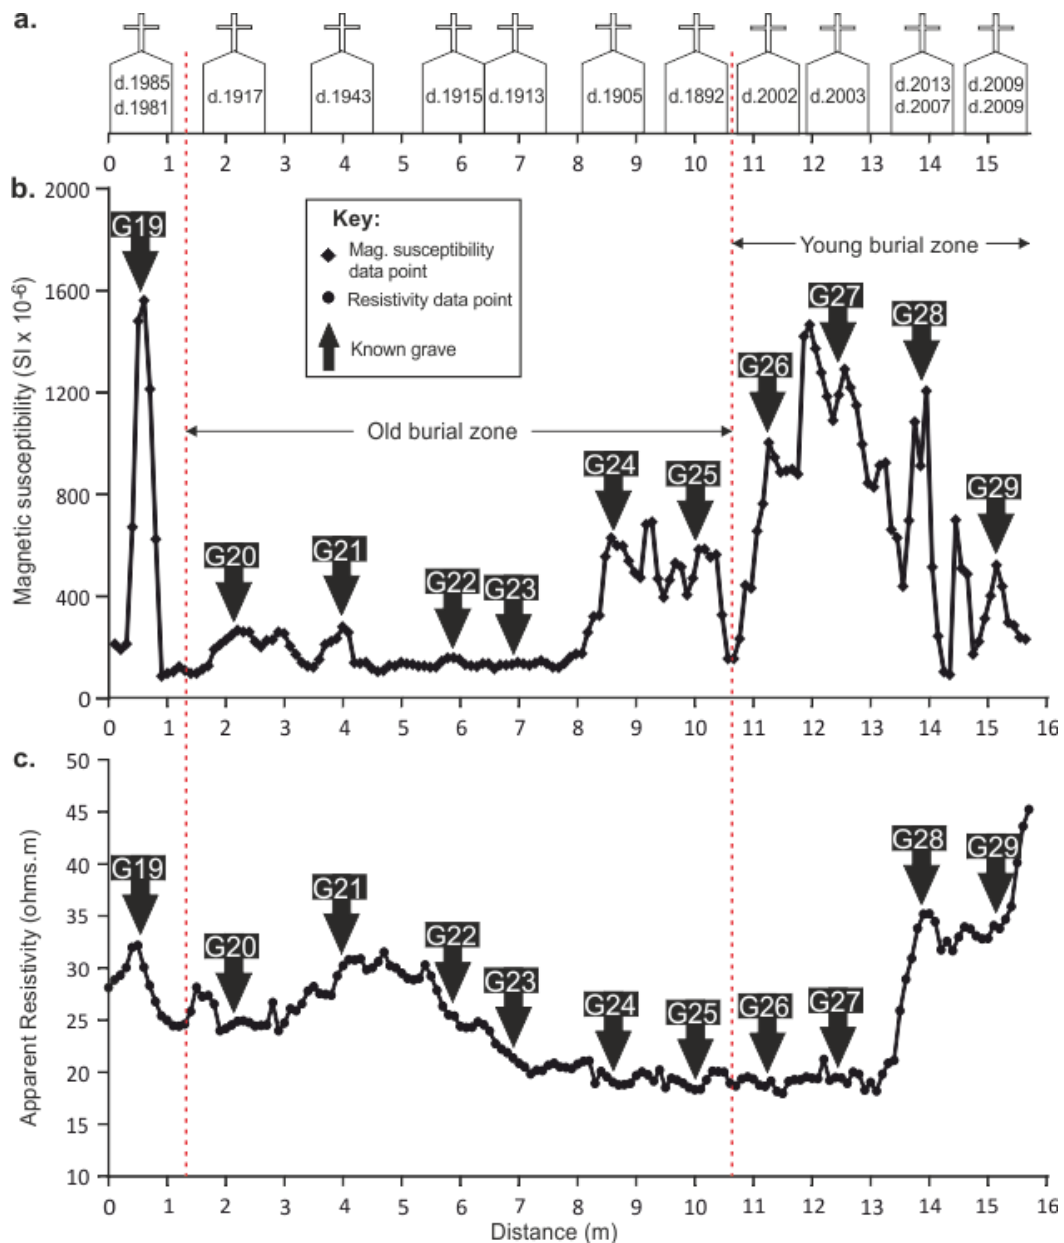 a.
d.1985
d.1981
d.1917
d.1943
d.1915
d.1913
d.1905
d.1892
d.2002
d.2003
d.2013
d.2007
d.2009
d.2009
0 1 2 3 4 5 6 7 8 9 10 11 12 13 14 15
b.
2000
1600
1200
800
400
0
Magnetic susceptibility (SI x 10-6)
Key:
Mag. susceptibility
data point
Resistivity data point
Known grave
Old burial zone
Young burial zone
G19
G20
G21
G22
G23
G24
G25
G26
G27
G28
G29
0 1 2 3 4 5 6 7 8 9 10 11 12 13 14 15 16
c.
50
45
40
35
30
25
20
15
10
Apparent Resistivity (ohms.m)
G19
G20
G21
G22
G23
G24
G25
G26
G27
G28
G29
0 1 2 3 4 5 6 7 8 9 10 11 12 13 14 15 16
Distance (m)